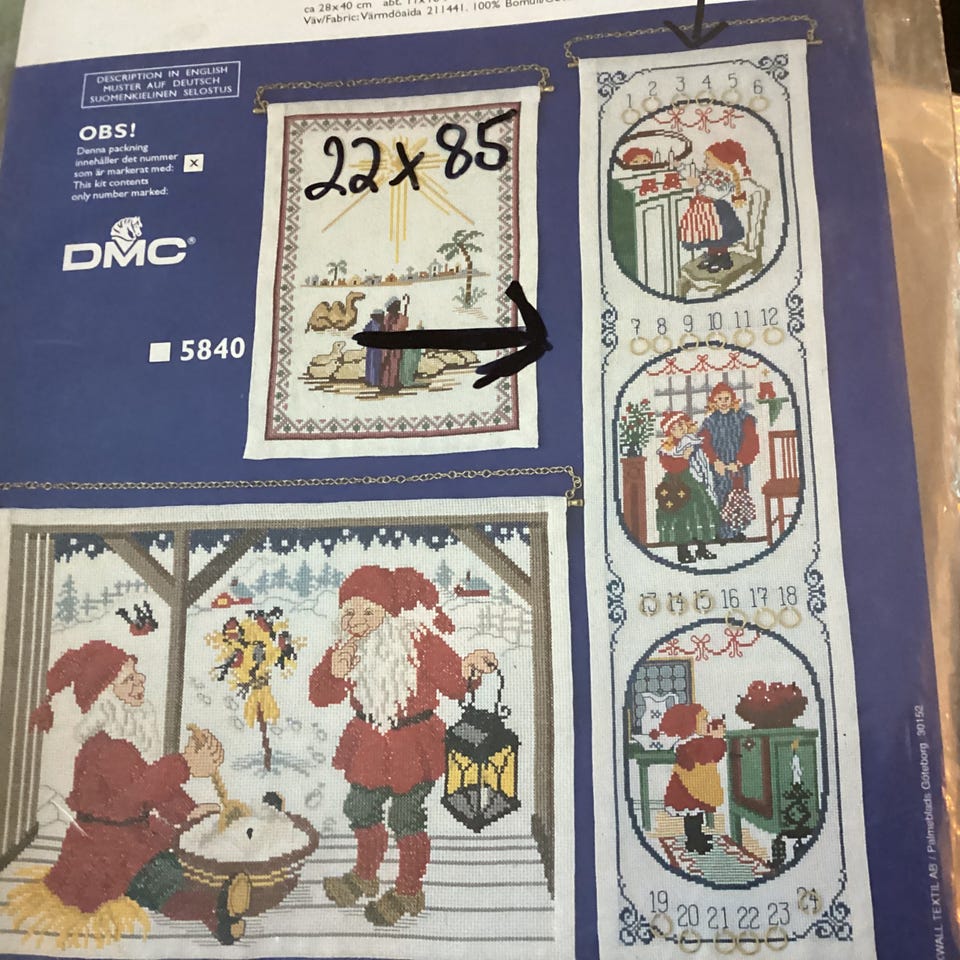 ca 28x40 cm
Väv/Fabric: Värmdöaida 211441. 100%
DESCRIPTION IN ENGLISH
MUSTER AUF DEUTSCH
SUOMENKIELINEN SELOSTUS
OBS!
Denna packning
innehåller det nummer
som är markerat med: x
This kit contents
only number marked:
DMC®
5840
22x85
1 2 3 4 5 6
7 8 9 10 11 12
13 14 15 16 17 18
19 20 21 22 23 24
WALL TEXTIL AB / Palmeblads Göteborg 30152